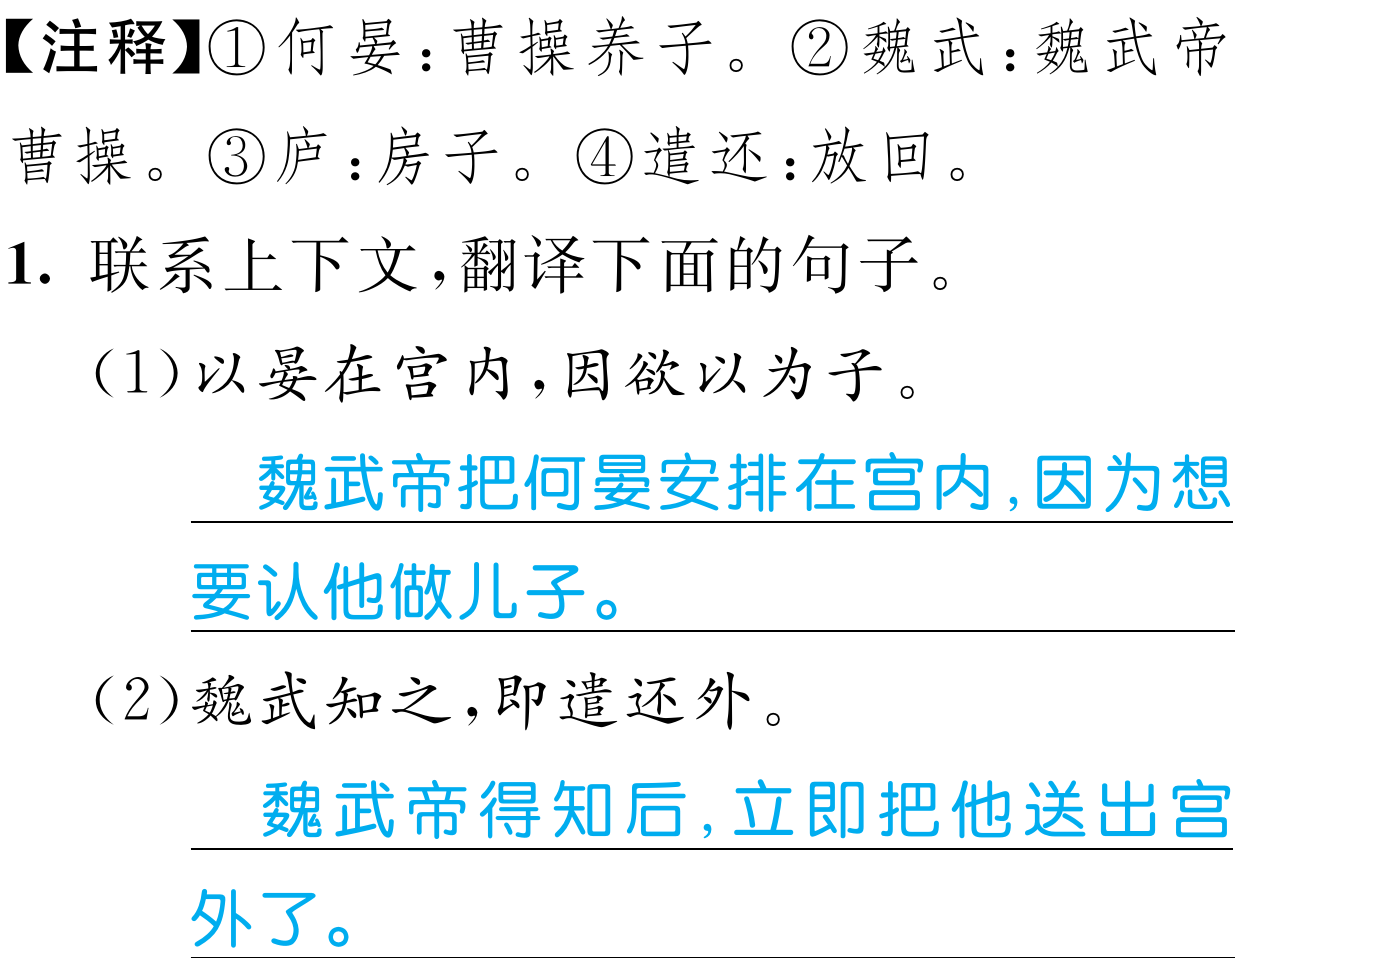 【注释】①何晏:曹操养子。②魏武:魏武帝
曹操。③庐:房子。④遣还:放回。
1. 联系上下文,翻译下面的句子。
(1)以晏在宫内,因欲以为子。
魏武帝把何晏安排在宫内,因为想
要认他做儿子。
(2)魏武知之,即遣还外。
魏武帝得知后,立即把他送出宫
外了。